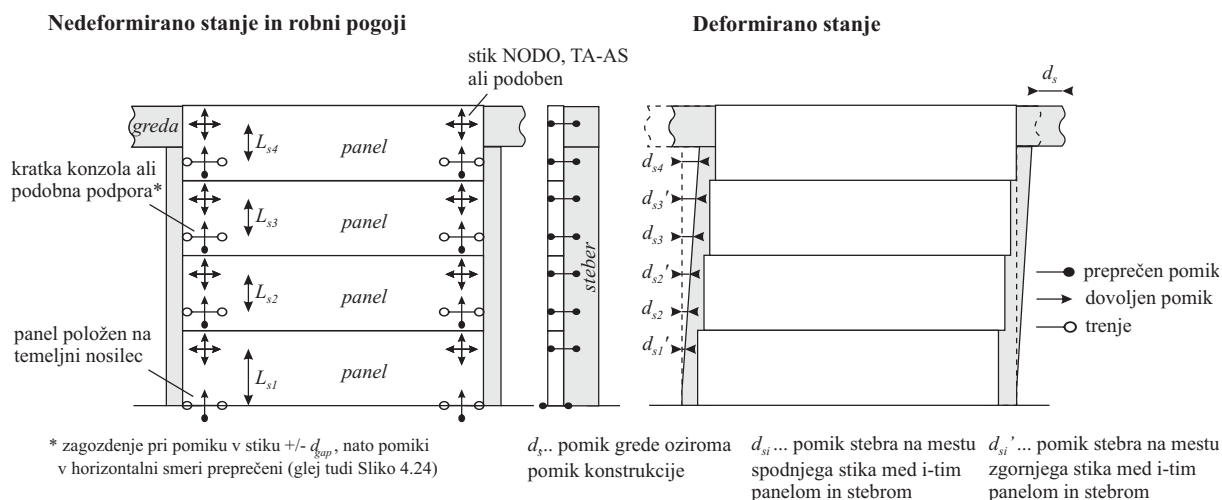 Nedeformirano stanje in robni pogoji
stik NODO, TA-AS
ali podoben
greda
kratka konzola ali
podobna podpora*
panel položen na
temeljni nosilec
L_s4
panel
L_s3
panel
L_s2
panel
L_s1
panel
steber
* zagozdenje pri pomiku v stiku +/- d_gap, nato pomiki
v horizontalni smeri preprečeni (glej tudi Sliko 4.24)
Deformirano stanje
d_s
d_s4
d_s3'
d_s3
d_s2'
d_s2
d_s1'
preprečen pomik
dovoljen pomik
trenje
d_s.. pomik grede oziroma
pomik konstrukcije
d_si ... pomik stebra na mestu
spodnjega stika med i-tim
panelom in stebrom
d_si' ... pomik stebra na mestu
zgornjega stika med i-tim
panelom in stebrom